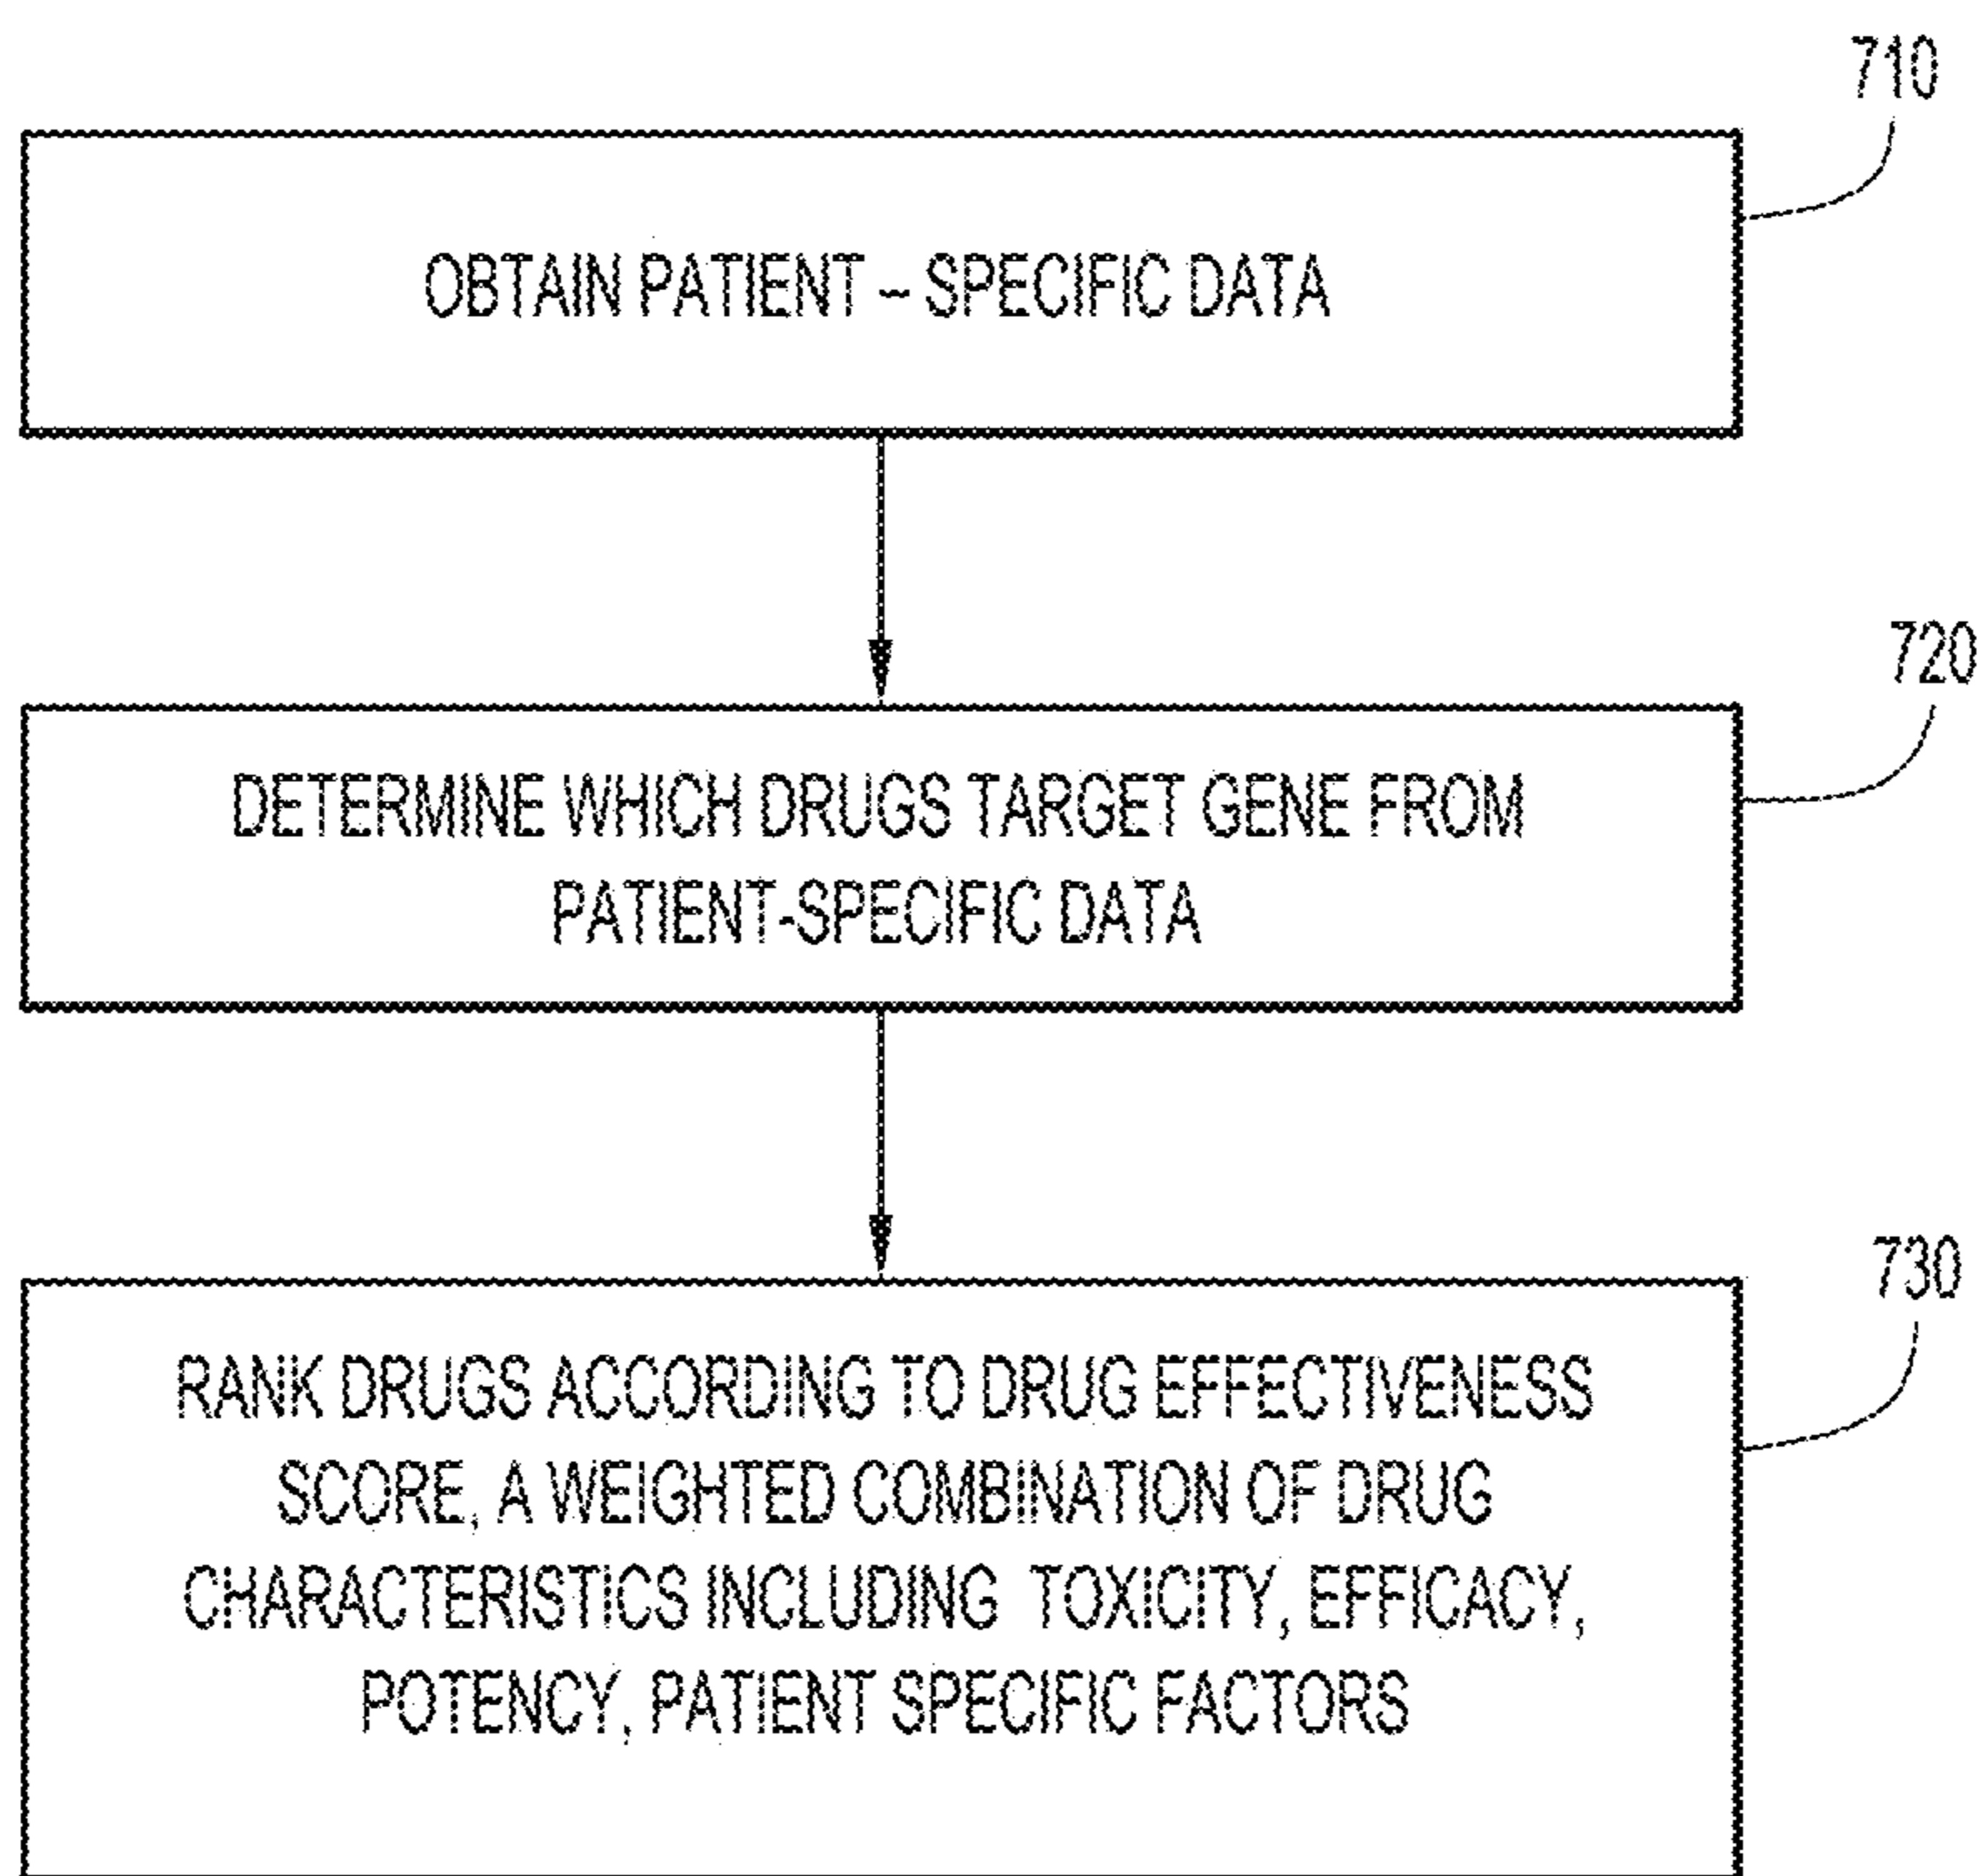 710
OBTAIN PATIENT – SPECIFIC DATA
720
DETERMINE WHICH DRUGS TARGET GENE FROM
PATIENT-SPECIFIC DATA
730
RANK DRUGS ACCORDING TO DRUG EFFECTIVENESS
SCORE, A WEIGHTED COMBINATION OF DRUG
CHARACTERISTICS INCLUDING TOXICITY, EFFICACY,
POTENCY, PATIENT SPECIFIC FACTORS